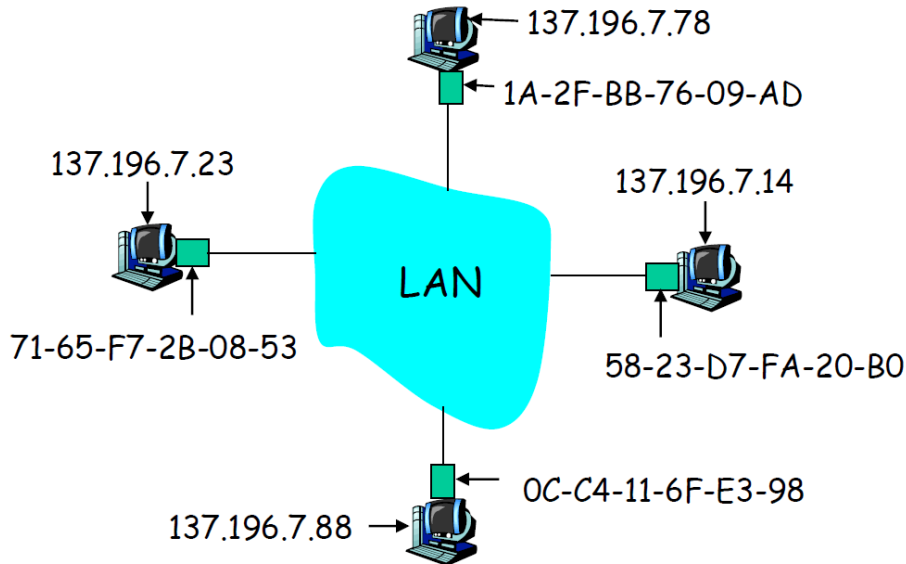 137.196.7.78
1A-2F-BB-76-09-AD
137.196.7.23
137.196.7.14
LAN
71-65-F7-2B-08-53
58-23-D7-FA-20-B0
0C-C4-11-6F-E3-98
137.196.7.88